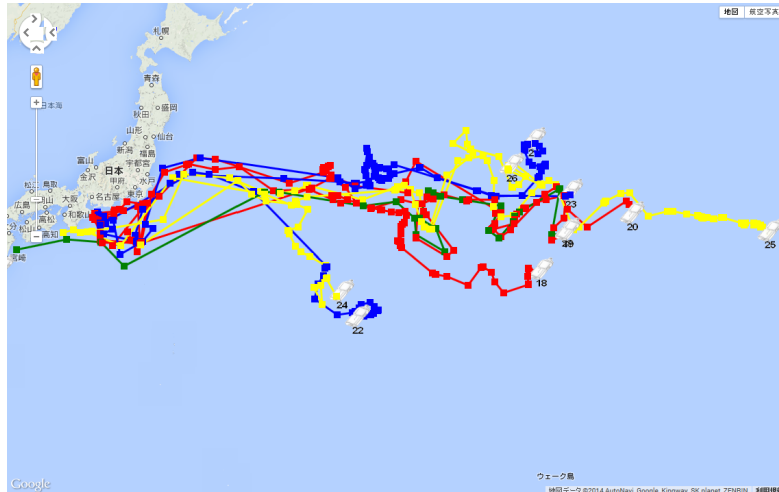 地図
航空写真
札幌
青森
日本海
秋田
盛岡
山形
仙台
新潟
福島
富山
宇都宮
金沢
日本
水戸
鳥取
甲府
東京
大阪
名古屋
広島
岡山
高松
和歌山
松山
高知
宮崎
26
23
20
25
18
24
22
ウェーク島
Google
地図データ ©2014 AutoNavi, Google, Kingway, SK planet, ZENRIN